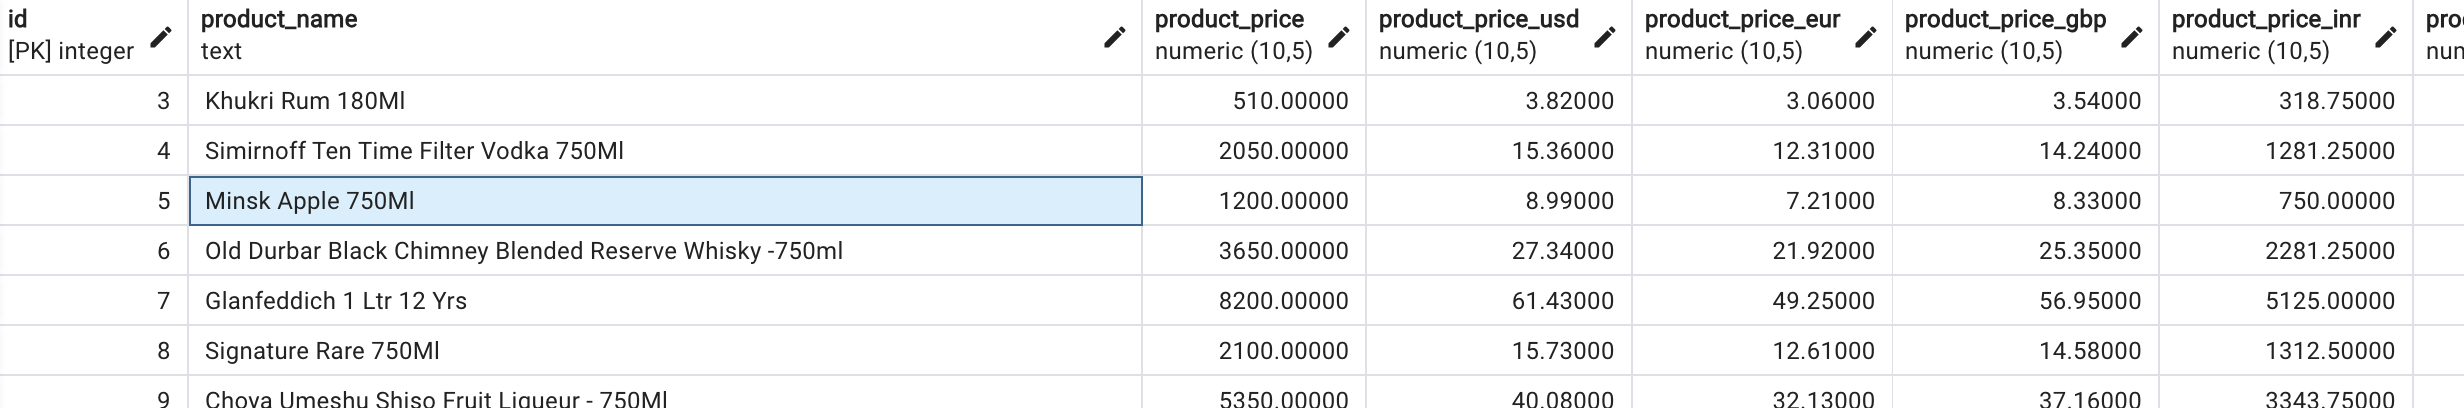 id product_name product_price product_price_usd product_price_eur product_price_gbp product_price_inr pro
[PK] integer text numeric (10,5) numeric (10,5) numeric (10,5) numeric (10,5) numeric (10,5) num
3 Khukri Rum 180Ml 510.00000 3.82000 3.06000 3.54000 318.75000
4 Simirnoff Ten Time Filter Vodka 750Ml 2050.00000 15.36000 12.31000 14.24000 1281.25000
5 Minsk Apple 750Ml 1200.00000 8.99000 7.21000 8.33000 750.00000
6 Old Durbar Black Chimney Blended Reserve Whisky -750ml 3650.00000 27.34000 21.92000 25.35000 2281.25000
7 Glanfeddich 1 Ltr 12 Yrs 8200.00000 61.43000 49.25000 56.95000 5125.00000
8 Signature Rare 750Ml 2100.00000 15.73000 12.61000 14.58000 1312.50000
9 Choya Umeshu Shiso Fruit Liqueur - 750Ml 5350.00000 40.08000 32.13000 37.16000 3343.75000